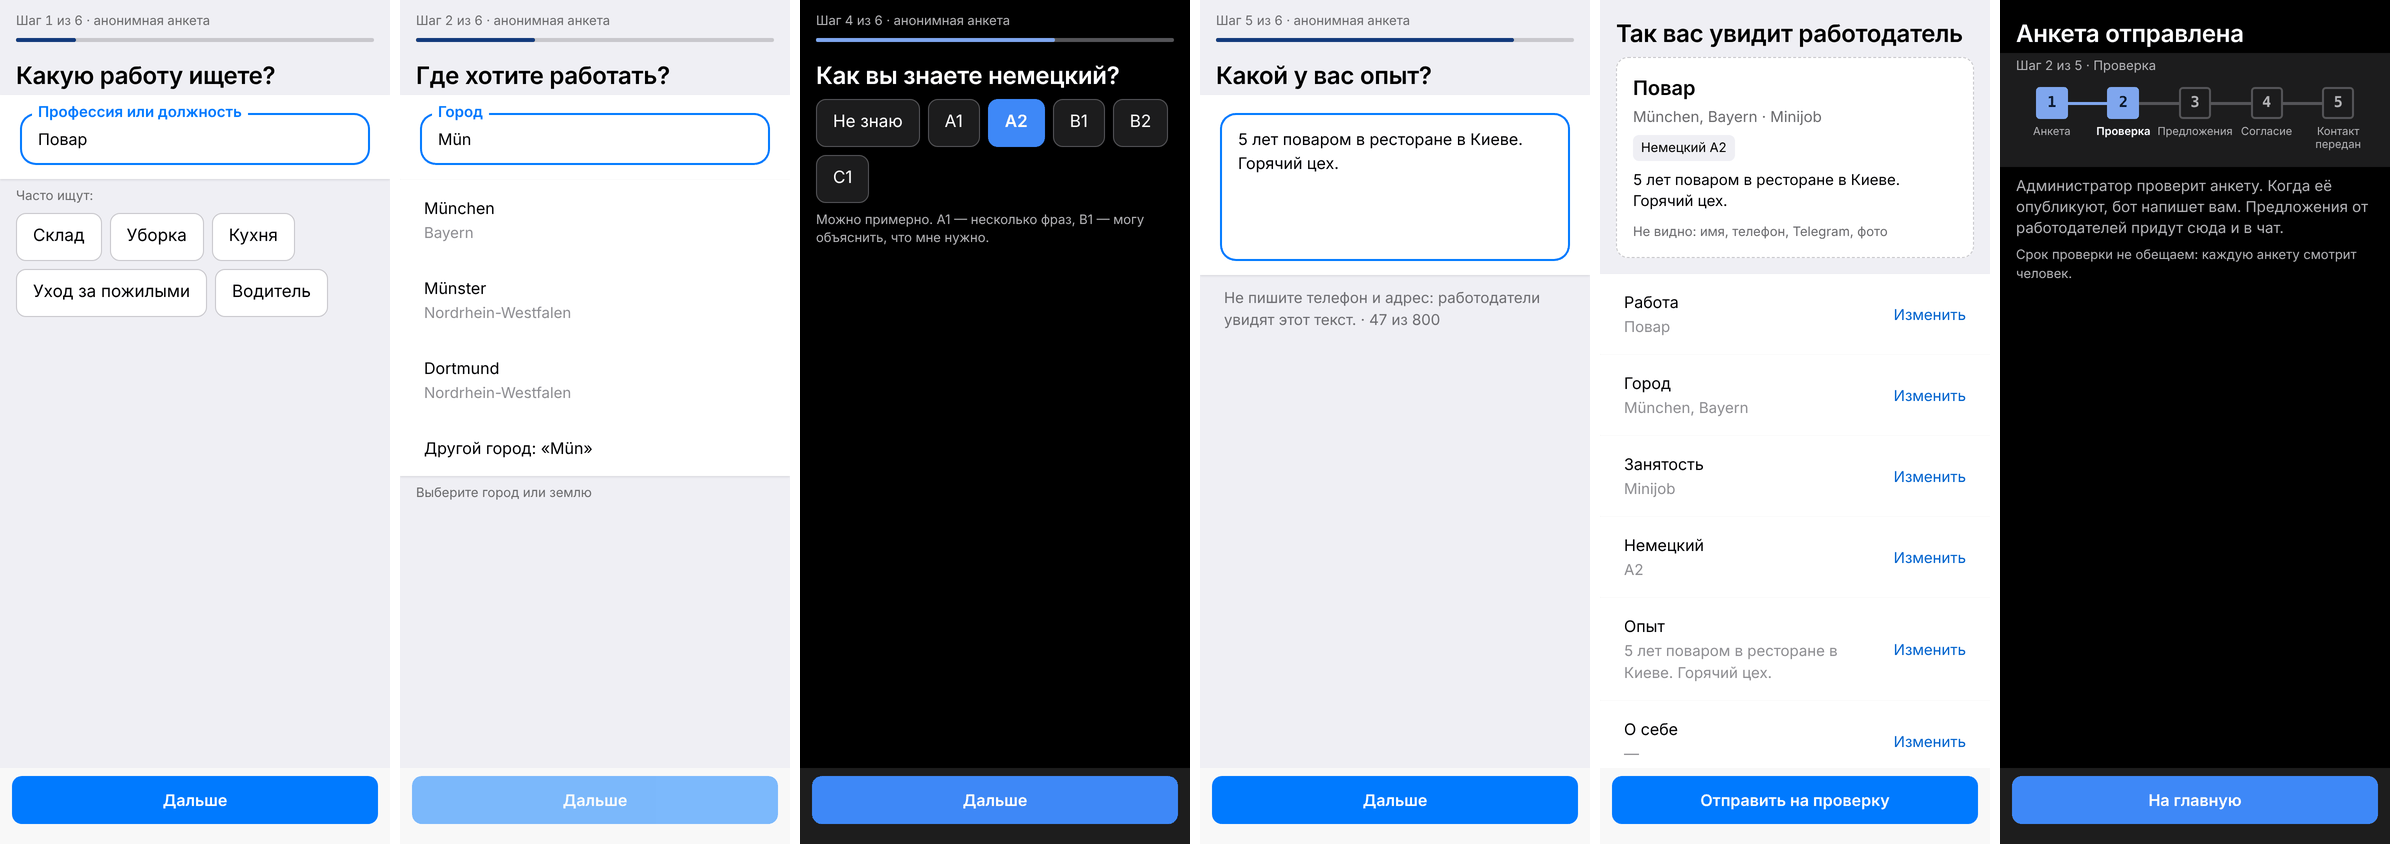 Шаг 1 из 6 · анонимная анкета
Какую работу ищете?
Профессия или должность
Повар
Часто ищут:
Склад
Уборка
Кухня
Уход за пожилыми
Водитель
Дальше
Шаг 2 из 6 · анонимная анкета
Где хотите работать?
Город
Mün
München
Bayern
Münster
Nordrhein-Westfalen
Dortmund
Nordrhein-Westfalen
Другой город: «Mün»
Выберите город или землю
Дальше
Шаг 4 из 6 · анонимная анкета
Как вы знаете немецкий?
Не знаю
A1
A2
B1
B2
C1
Можно примерно. A1 — несколько фраз, B1 — могу
объяснить, что мне нужно.
Дальше
Шаг 5 из 6 · анонимная анкета
Какой у вас опыт?
5 лет поваром в ресторане в Киеве.
Горячий цех.
Не пишите телефон и адрес: работодатели
увидят этот текст. · 47 из 800
Дальше
Так вас увидит работодатель
Повар
München, Bayern · Minijob
Немецкий A2
5 лет поваром в ресторане в Киеве.
Горячий цех.
Не видно: имя, телефон, Telegram, фото
Работа
Повар
Изменить
Город
München, Bayern
Изменить
Занятость
Minijob
Изменить
Немецкий
A2
Изменить
Опыт
5 лет поваром в ресторане в
Киеве. Горячий цех.
Изменить
О себе
—
Изменить
Отправить на проверку
Анкета отправлена
Шаг 2 из 5 · Проверка
1 2 3 4 5
Анкета Проверка Предложения Согласие Контакт
передан
Администратор проверит анкету. Когда её
опубликуют, бот напишет вам. Предложения от
работодателей придут сюда и в чат.
Срок проверки не обещаем: каждую анкету смотрит
человек.
На главную